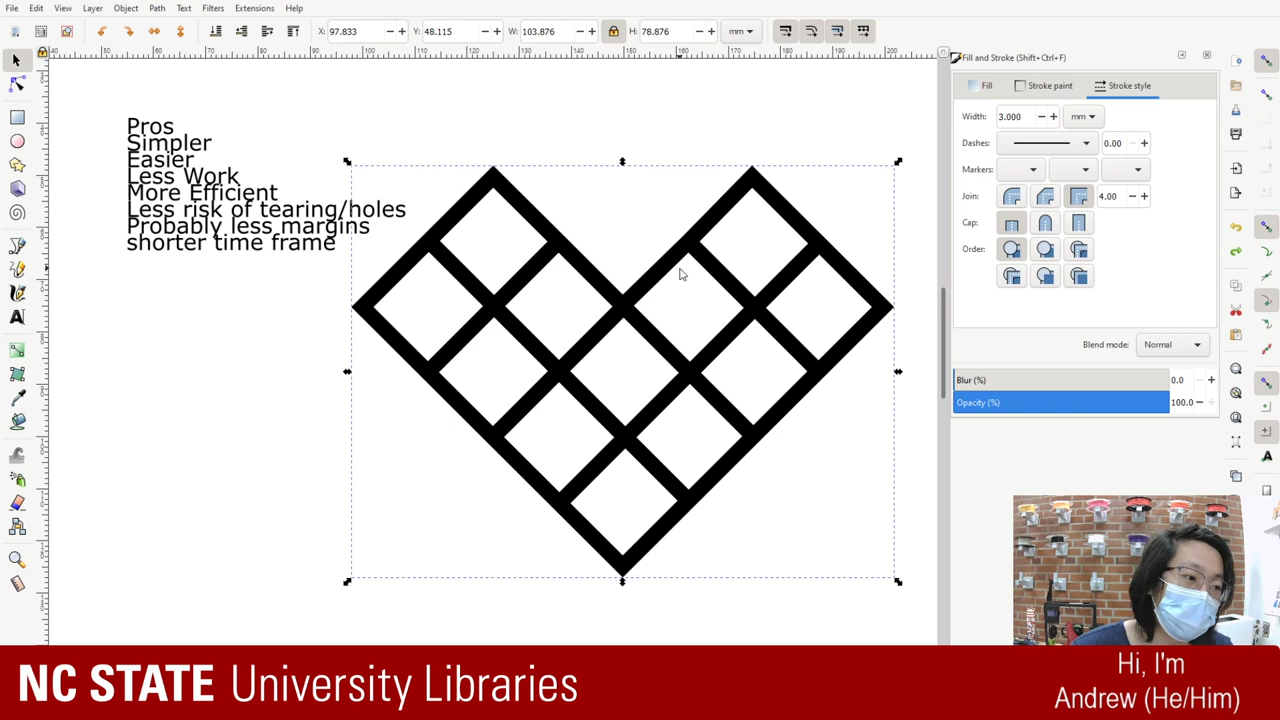 File Edit View Layer Object Path Text Filters Extensions Help
X: 97.833 Y: 48.115 W: 103.876 H: 78.876 mm
Fill and Stroke (Shift+Ctrl+F)
Fill Stroke paint Stroke style
Width: 3.000 mm
Dashes: 0.00
Markers:
Join: 4.00
Cap:
Order:
Blend mode: Normal
Blur (%) 0.0
Opacity (%) 100.0
Pros
Simpler
Easier
Less Work
More Efficient
Less risk of tearing/holes
Probably less margins
shorter time frame
NC STATE University Libraries
Hi, I'm
Andrew (He/Him)